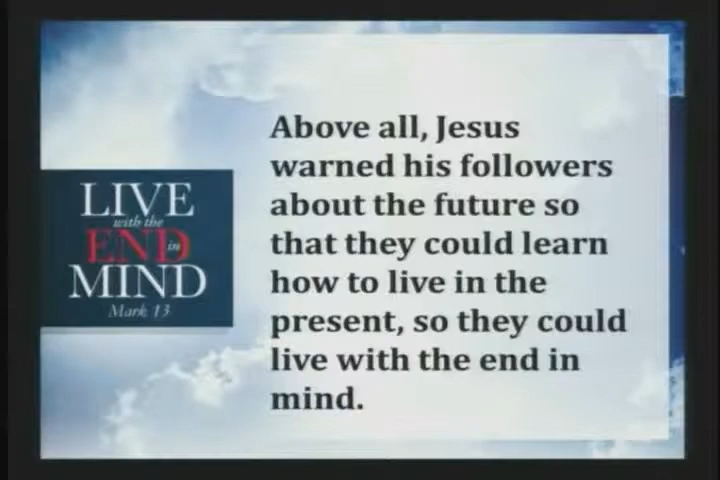 LIVE
with the
END in
MIND
Mark 13
Above all, Jesus
warned his followers
about the future so
that they could learn
how to live in the
present, so they could
live with the end in
mind.